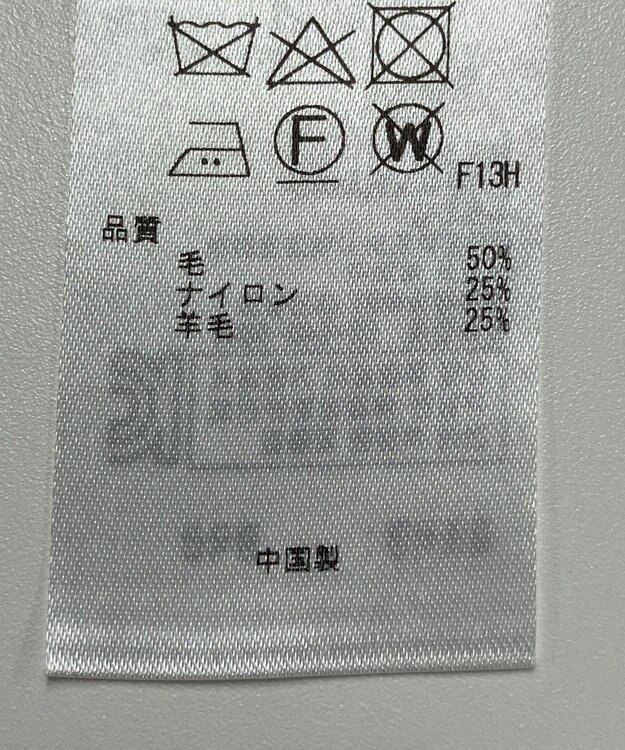 F
W
F13H
品質
毛 50%
ナイロン 25%
羊毛 25%
中国製